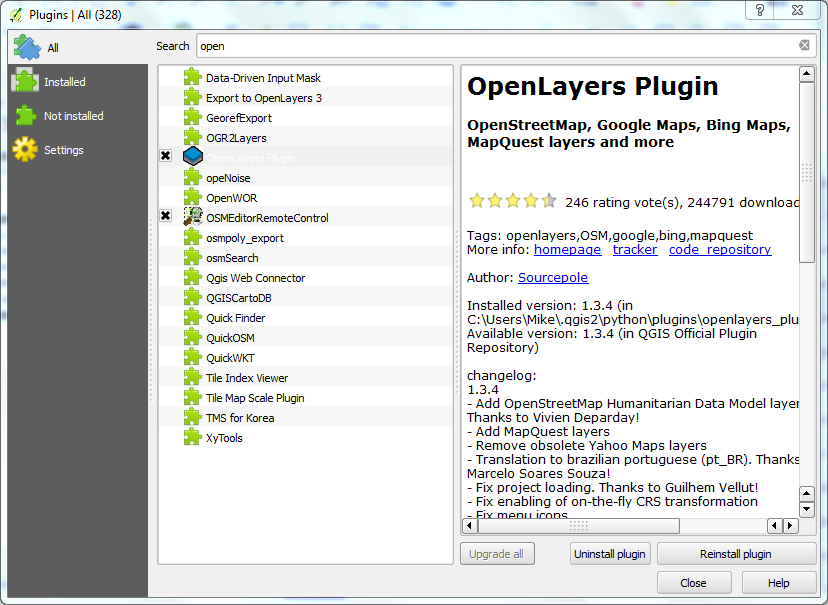 Plugins | All (328)
All
Installed
Not installed
Settings
Search open
Data-Driven Input Mask
Export to OpenLayers 3
GeorefExport
OGR2Layers
OpenLayers Plugin
opeNoise
OpenWOR
OSMEditorRemoteControl
osmpoly_export
osmSearch
Qgis Web Connector
QGISCartoDB
Quick Finder
QuickOSM
QuickWKT
Tile Index Viewer
Tile Map Scale Plugin
TMS for Korea
XyTools
OpenLayers Plugin
OpenStreetMap, Google Maps, Bing Maps,
MapQuest layers and more
246 rating vote(s), 244791 download
Tags: openlayers,OSM,google,bing,mapquest
More info: homepage tracker code_repository
Author: Sourcepole
Installed version: 1.3.4 (in
C:\Users\Mike\.qgis2\python\plugins\openlayers_plu
Available version: 1.3.4 (in QGIS Official Plugin
Repository)
changelog:
1.3.4
- Add OpenStreetMap Humanitarian Data Model layer
Thanks to Vivien Deparday!
- Add MapQuest layers
- Remove obsolete Yahoo Maps layers
- Translation to brazilian portuguese (pt_BR). Thanks
Marcelo Soares Souza!
- Fix project loading. Thanks to Guilhem Vellut!
- Fix enabling of on-the-fly CRS transformation
- Fix menu icons
Upgrade all
Uninstall plugin
Reinstall plugin
Close
Help